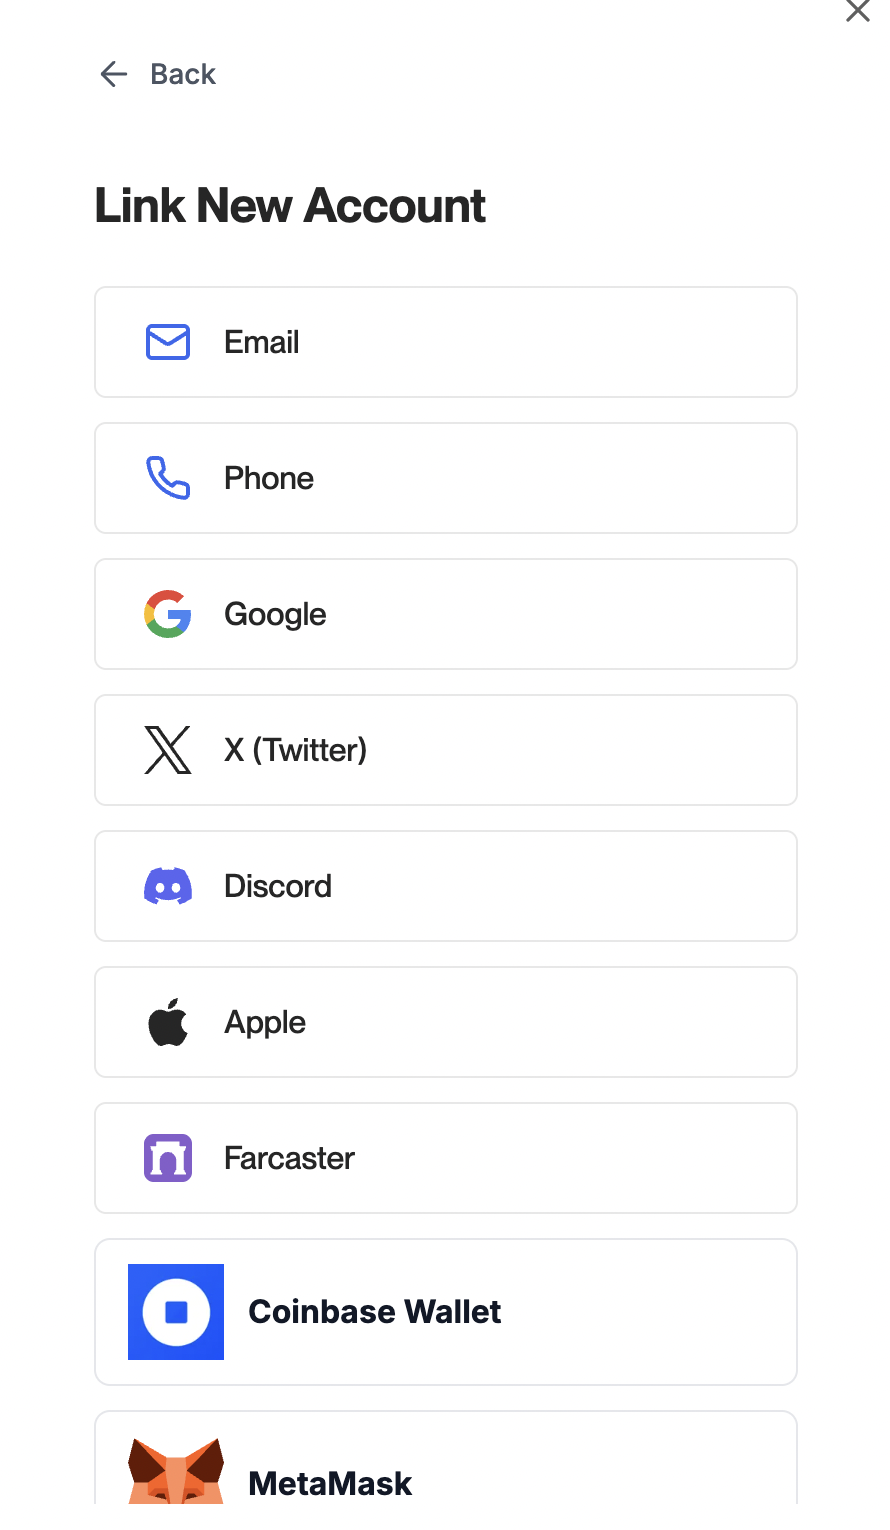 Back
Link New Account
Email
Phone
Google
X (Twitter)
Discord
Apple
Farcaster
Coinbase Wallet
MetaMask